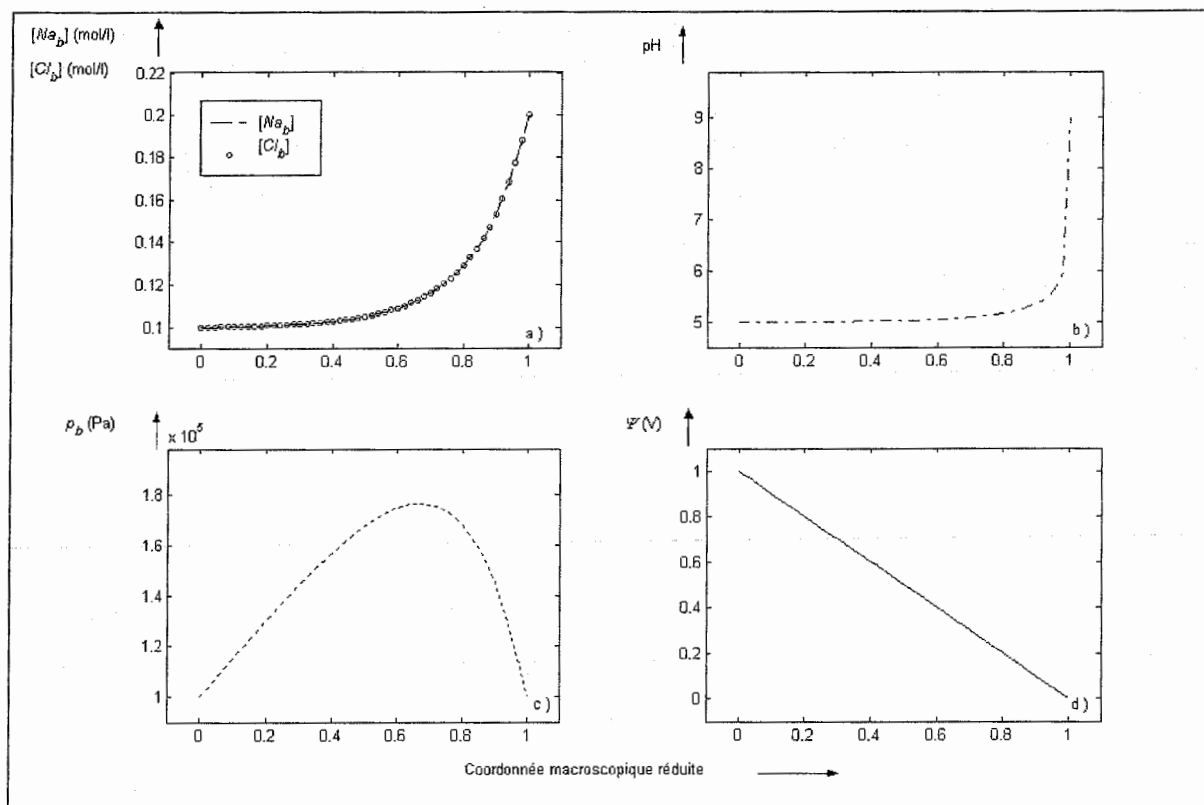 [Na_b] (mol/l)
[Cl_b] (mol/l)
0.22
0.2
0.18
0.16
0.14
0.12
0.1
0 0.2 0.4 0.6 0.8 1
[Na_b]
[Cl_b]
a )
pH
9
8
7
6
5
0 0.2 0.4 0.6 0.8 1
b )
p_b (Pa)
x 10^5
1.8
1.6
1.4
1.2
1
0 0.2 0.4 0.6 0.8 1
c )
Ψ (V)
1
0.8
0.6
0.4
0.2
0
0 0.2 0.4 0.6 0.8 1
d )
Coordonnée macroscopique réduite